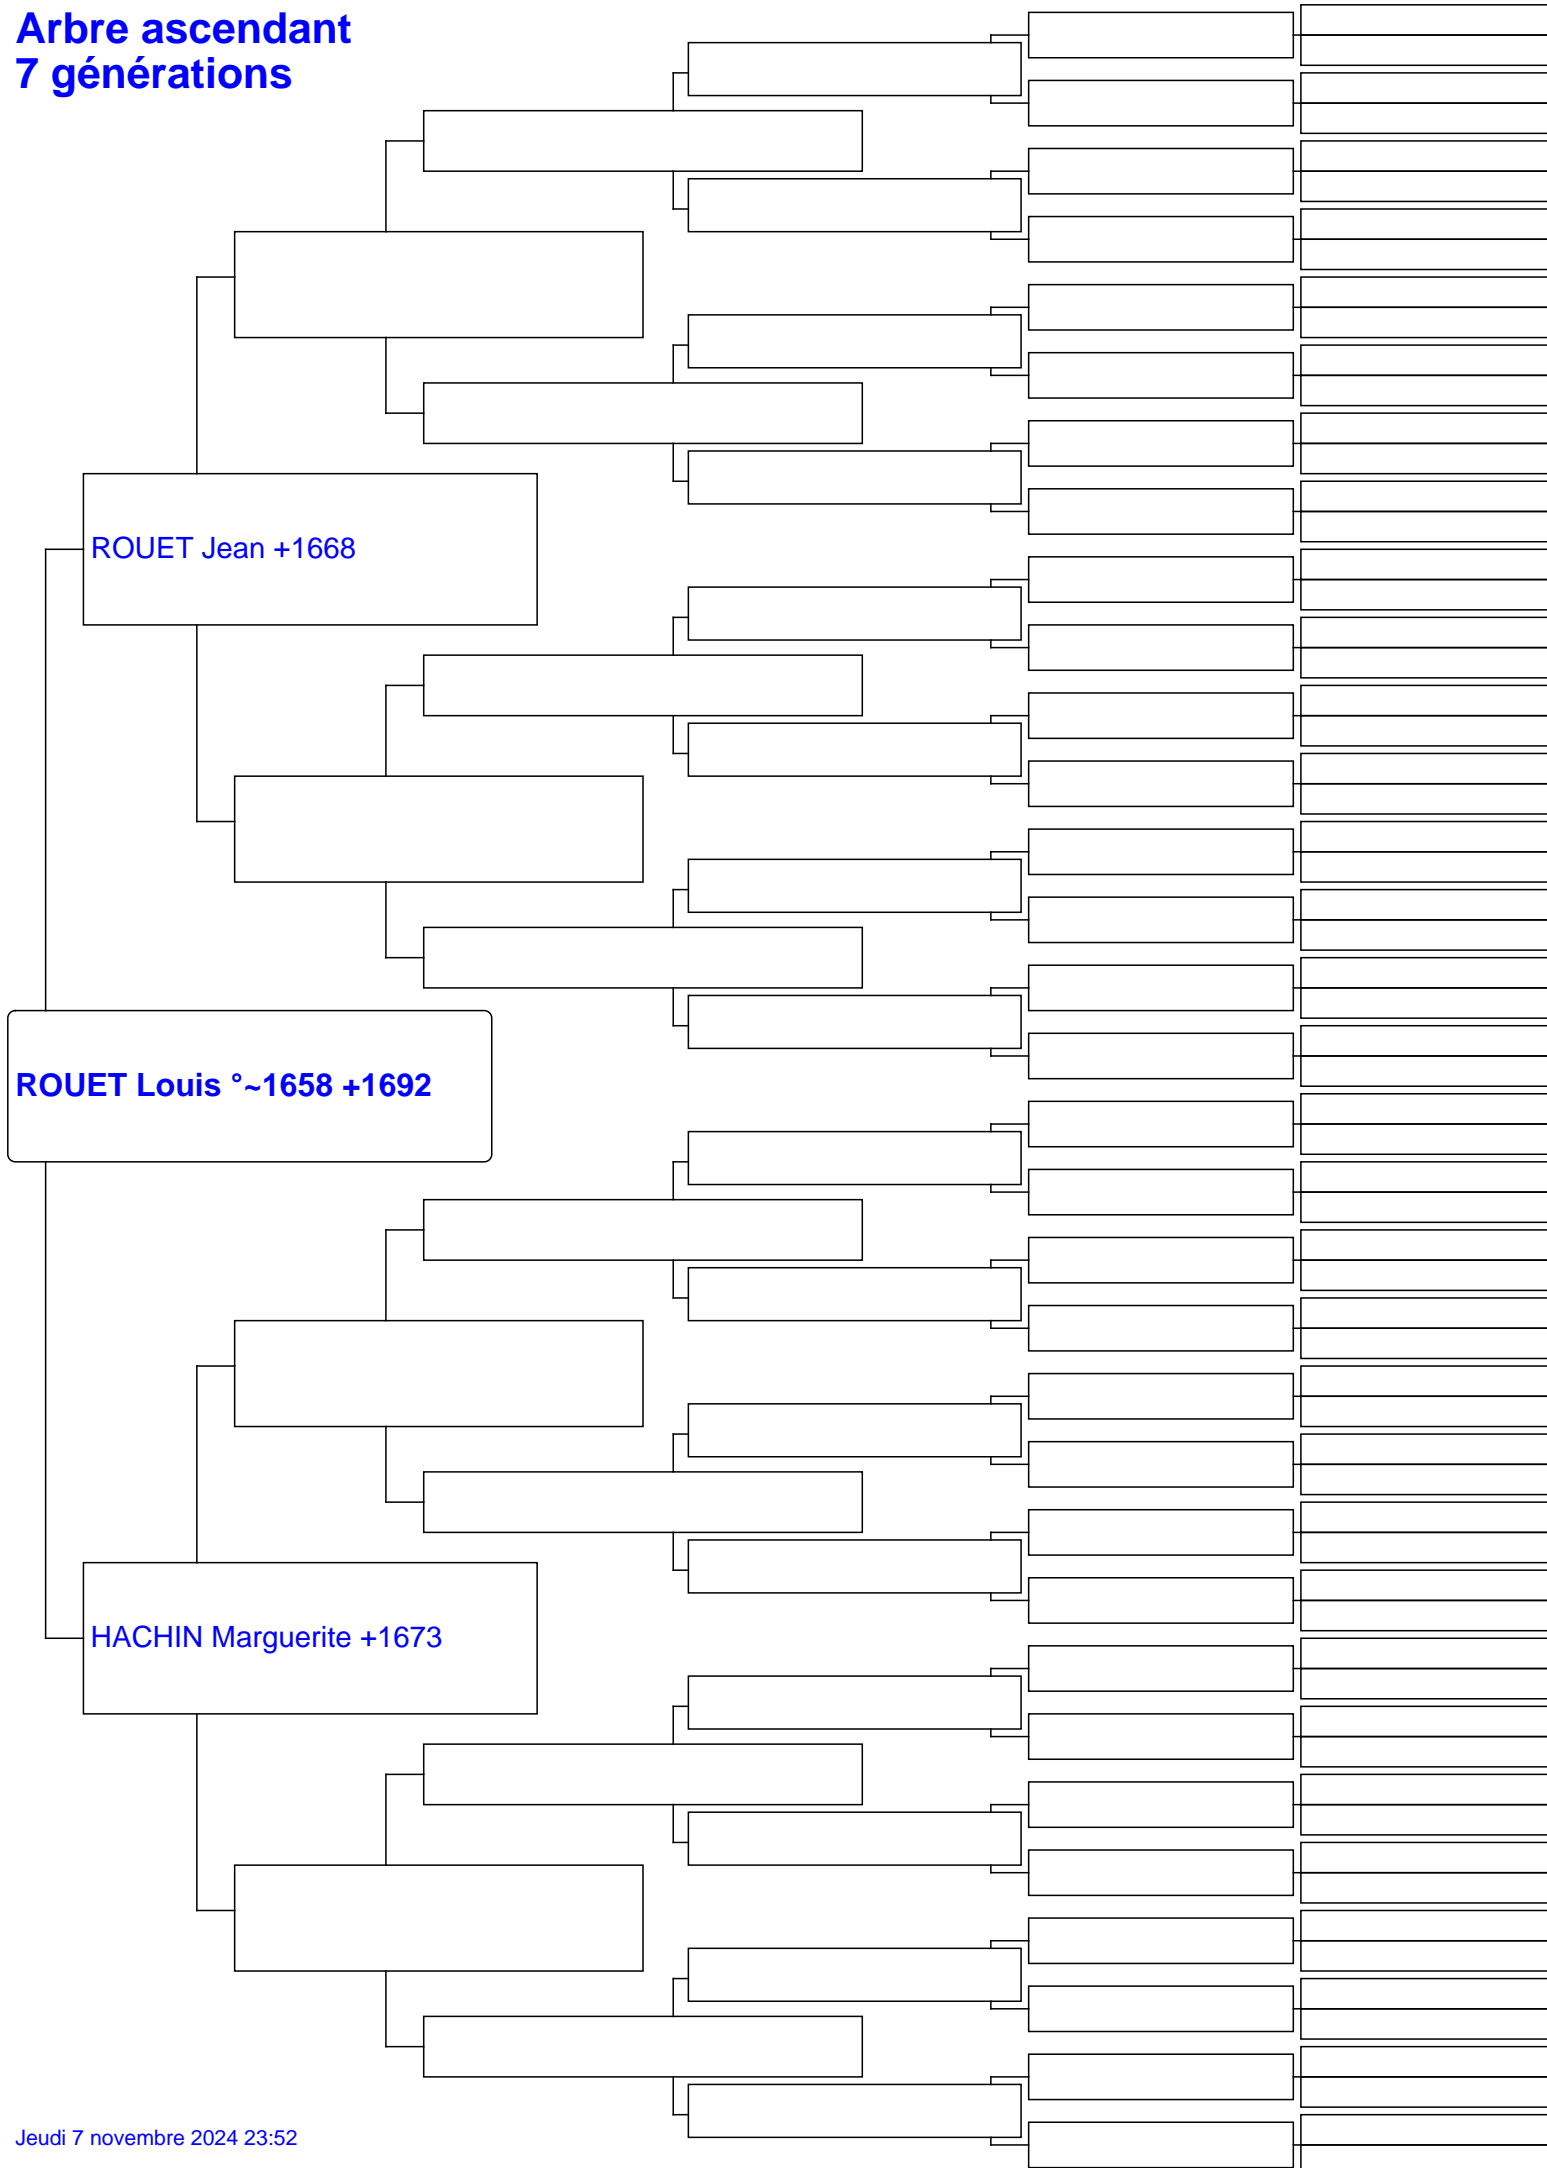 Arbre ascendant
7 générations
ROUET Jean +1668
ROUET Louis °~1658 +1692
HACHIN Marguerite +1673
Jeudi 7 novembre 2024 23:52